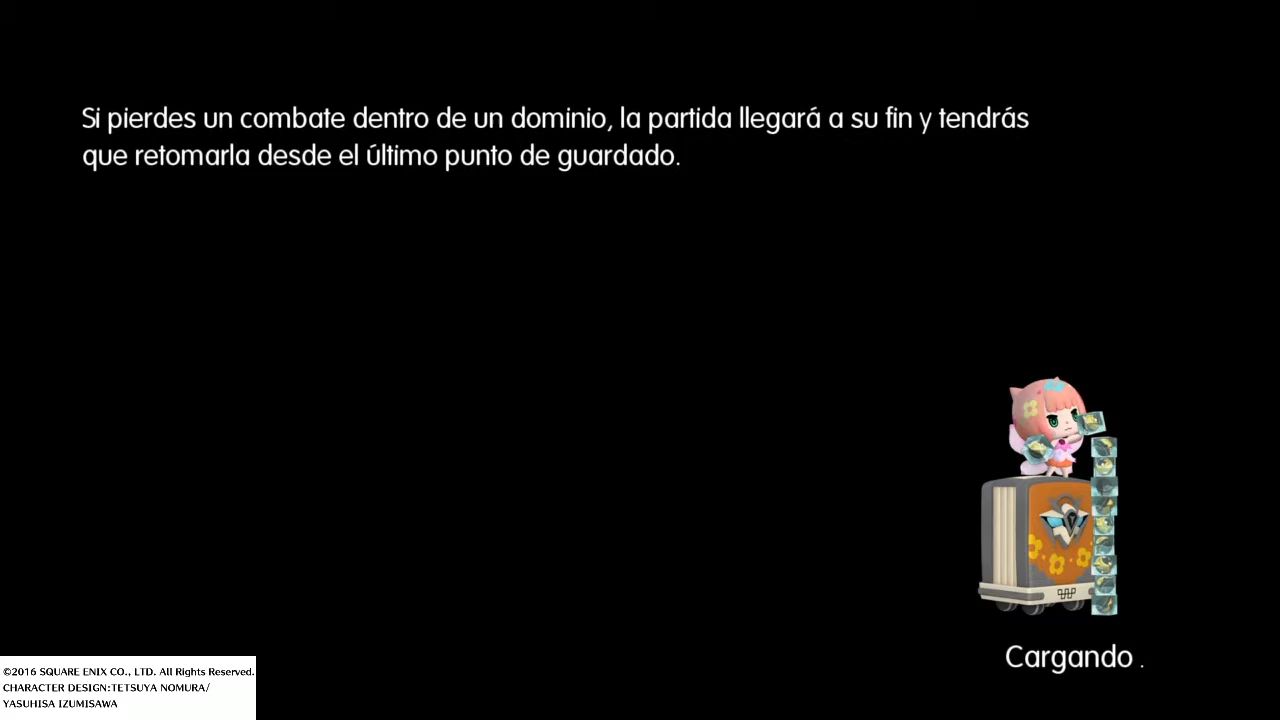 Si pierdes un combate dentro de un dominio, la partida llegará a su fin y tendrás
que retomarla desde el último punto de guardado.
Cargando .
©2016 SQUARE ENIX CO., LTD. All Rights Reserved.
CHARACTER DESIGN:TETSUYA NOMURA/
YASUHISA IZUMISAWA